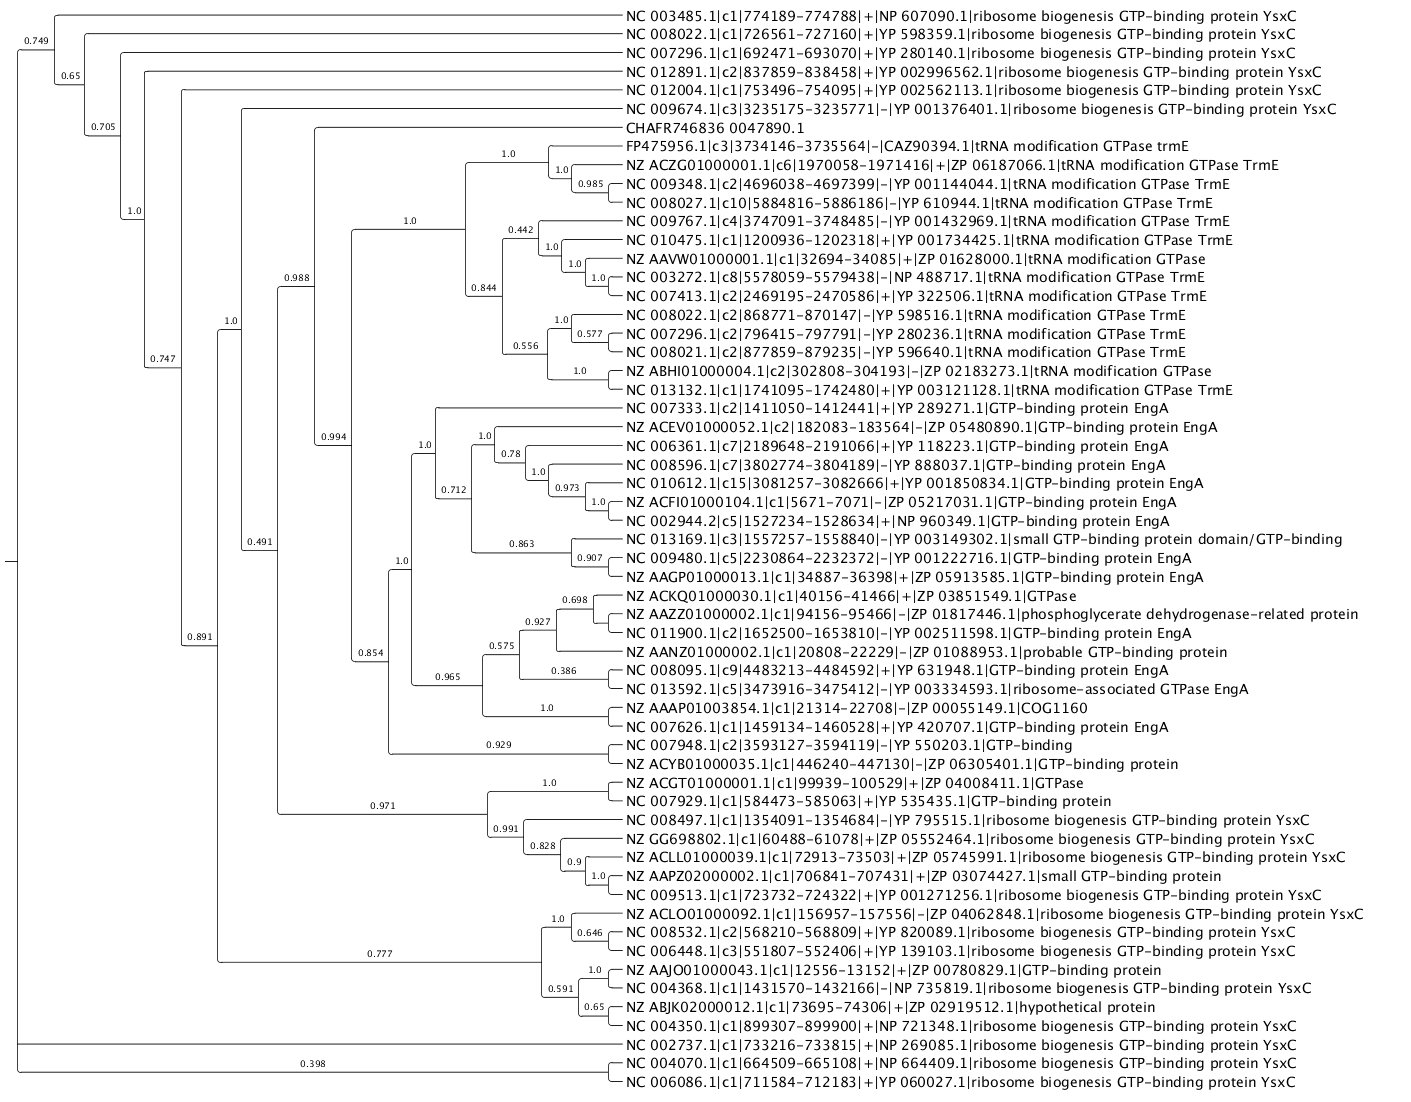 NC 003485.1|c1|774189-774788|+|NP 607090.1|ribosome biogenesis GTP-binding protein YsxC
0.749
NC 008022.1|c1|726561-727160|+|YP 598359.1|ribosome biogenesis GTP-binding protein YsxC
NC 007296.1|c1|692471-693070|+|YP 280140.1|ribosome biogenesis GTP-binding protein YsxC
0.65
NC 012891.1|c2|837859-838458|+|YP 002996562.1|ribosome biogenesis GTP-binding protein YsxC
NC 012004.1|c1|753496-754095|+|YP 002562113.1|ribosome biogenesis GTP-binding protein YsxC
NC 009674.1|c3|3235175-3235771|-|YP 001376401.1|ribosome biogenesis GTP-binding protein YsxC
0.705
CHAFR746836 0047890.1
FP475956.1|c3|3734146-3735564|-|CAZ90394.1|tRNA modification GTPase trmE
1.0
NZ ACZG01000001.1|c6|1970058-1971416|+|ZP 06187066.1|tRNA modification GTPase TrmE
1.0
NC 009348.1|c2|4696038-4697399|-|YP 001144044.1|tRNA modification GTPase TrmE
0.985
NC 008027.1|c10|5884816-5886186|-|YP 610944.1|tRNA modification GTPase TrmE
1.0
NC 009767.1|c4|3747091-3748485|-|YP 001432969.1|tRNA modification GTPase TrmE
1.0
0.442
NC 010475.1|c1|1200936-1202318|+|YP 001734425.1|tRNA modification GTPase TrmE
1.0
NZ AAVW01000001.1|c1|32694-34085|+|ZP 01628000.1|tRNA modification GTPase
1.0
NC 003272.1|c8|5578059-5579438|-|NP 488717.1|tRNA modification GTPase TrmE
1.0
0.988
0.844
NC 007413.1|c2|2469195-2470586|+|YP 322506.1|tRNA modification GTPase TrmE
NC 008022.1|c2|868771-870147|-|YP 598516.1|tRNA modification GTPase TrmE
1.0
1.0
NC 007296.1|c2|796415-797791|-|YP 280236.1|tRNA modification GTPase TrmE
0.577
0.556
NC 008021.1|c2|877859-879235|-|YP 596640.1|tRNA modification GTPase TrmE
0.747
NZ ABHI01000004.1|c2|302808-304193|-|ZP 02183273.1|tRNA modification GTPase
1.0
NC 013132.1|c1|1741095-1742480|+|YP 003121128.1|tRNA modification GTPase TrmE
NC 007333.1|c2|1411050-1412441|+|YP 289271.1|GTP-binding protein EngA
NZ ACEV01000052.1|c2|182083-183564|-|ZP 05480890.1|GTP-binding protein EngA
0.994
1.0
1.0
NC 006361.1|c7|2189648-2191066|+|YP 118223.1|GTP-binding protein EngA
0.78
NC 008596.1|c7|3802774-3804189|-|YP 888037.1|GTP-binding protein EngA
1.0
NC 010612.1|c15|3081257-3082666|+|YP 001850834.1|GTP-binding protein EngA
0.712
0.973
NZ ACFI01000104.1|c1|5671-7071|-|ZP 05217031.1|GTP-binding protein EngA
1.0
NC 002944.2|c5|1527234-1528634|+|NP 960349.1|GTP-binding protein EngA
NC 013169.1|c3|1557257-1558840|-|YP 003149302.1|small GTP-binding protein domain/GTP-binding
0.491
0.863
NC 009480.1|c5|2230864-2232372|-|YP 001222716.1|GTP-binding protein EngA
0.907
1.0
NZ AAGP01000013.1|c1|34887-36398|+|ZP 05913585.1|GTP-binding protein EngA
NZ ACKQ01000030.1|c1|40156-41466|+|ZP 03851549.1|GTPase
0.698
NZ AAZZ01000002.1|c1|94156-95466|-|ZP 01817446.1|phosphoglycerate dehydrogenase-related protein
0.927
NC 011900.1|c2|1652500-1653810|-|YP 002511598.1|GTP-binding protein EngA
0.891
0.575
NZ AANZ01000002.1|c1|20808-22229|-|ZP 01088953.1|probable GTP-binding protein
0.854
NC 008095.1|c9|4483213-4484592|+|YP 631948.1|GTP-binding protein EngA
0.386
0.965
NC 013592.1|c5|3473916-3475412|-|YP 003334593.1|ribosome-associated GTPase EngA
NZ AAAP01003854.1|c1|21314-22708|-|ZP 00055149.1|COG1160
1.0
NC 007626.1|c1|1459134-1460528|+|YP 420707.1|GTP-binding protein EngA
NC 007948.1|c2|3593127-3594119|-|YP 550203.1|GTP-binding
0.929
NZ ACYB01000035.1|c1|446240-447130|-|ZP 06305401.1|GTP-binding protein
NZ ACGT01000001.1|c1|99939-100529|+|ZP 04008411.1|GTPase
1.0
NC 007929.1|c1|584473-585063|+|YP 535435.1|GTP-binding protein
0.971
NC 008497.1|c1|1354091-1354684|-|YP 795515.1|ribosome biogenesis GTP-binding protein YsxC
0.991
NZ GG698802.1|c1|60488-61078|+|ZP 05552464.1|ribosome biogenesis GTP-binding protein YsxC
0.828
NZ ACLL01000039.1|c1|72913-73503|+|ZP 05745991.1|ribosome biogenesis GTP-binding protein YsxC
0.9
NZ AAPZ02000002.1|c1|706841-707431|+|ZP 03074427.1|small GTP-binding protein
1.0
NC 009513.1|c1|723732-724322|+|YP 001271256.1|ribosome biogenesis GTP-binding protein YsxC
NZ ACLO01000092.1|c1|156957-157556|-|ZP 04062848.1|ribosome biogenesis GTP-binding protein YsxC
1.0
NC 008532.1|c2|568210-568809|+|YP 820089.1|ribosome biogenesis GTP-binding protein YsxC
0.646
NC 006448.1|c3|551807-552406|+|YP 139103.1|ribosome biogenesis GTP-binding protein YsxC
0.777
NZ AAJO01000043.1|c1|12556-13152|+|ZP 00780829.1|GTP-binding protein
1.0
NC 004368.1|c1|1431570-1432166|-|NP 735819.1|ribosome biogenesis GTP-binding protein YsxC
0.591
NZ ABJK02000012.1|c1|73695-74306|+|ZP 02919512.1|hypothetical protein
0.65
NC 004350.1|c1|899307-899900|+|NP 721348.1|ribosome biogenesis GTP-binding protein YsxC
NC 002737.1|c1|733216-733815|+|NP 269085.1|ribosome biogenesis GTP-binding protein YsxC
NC 004070.1|c1|664509-665108|+|NP 664409.1|ribosome biogenesis GTP-binding protein YsxC
0.398
NC 006086.1|c1|711584-712183|+|YP 060027.1|ribosome biogenesis GTP-binding protein YsxC